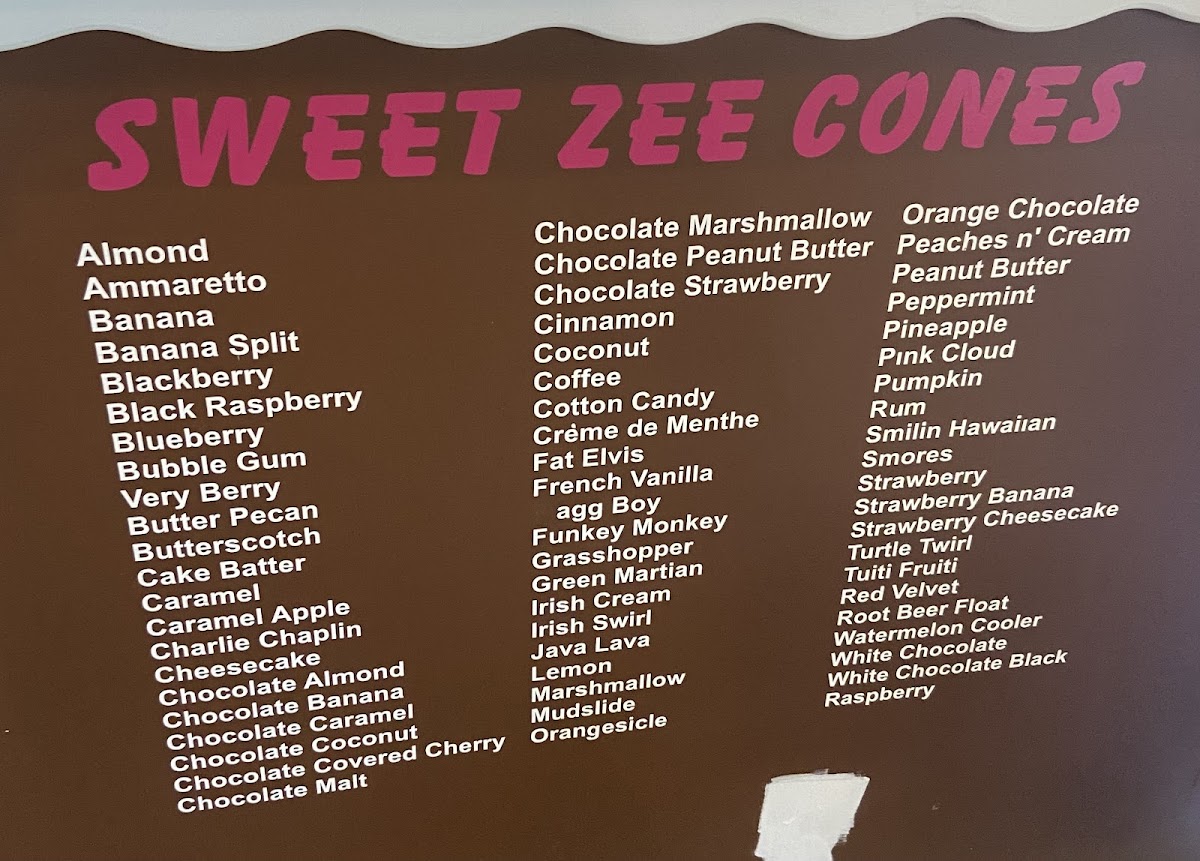 SWEET ZEE CONES
Almond
Ammaretto
Banana
Banana Split
Blackberry
Black Raspberry
Blueberry
Bubble Gum
Very Berry
Butter Pecan
Butterscotch
Cake Batter
Caramel
Caramel Apple
Charlie Chaplin
Cheesecake
Chocolate Almond
Chocolate Banana
Chocolate Caramel
Chocolate Coconut
Chocolate Covered Cherry
Chocolate Malt
Chocolate Marshmallow
Chocolate Peanut Butter
Chocolate Strawberry
Cinnamon
Coconut
Coffee
Cotton Candy
Crème de Menthe
Fat Elvis
French Vanilla
agg Boy
Funkey Monkey
Grasshopper
Green Martian
Irish Cream
Irish Swirl
Java Lava
Lemon
Marshmallow
Mudslide
Orangesicle
Orange Chocolate
Peaches n' Cream
Peanut Butter
Peppermint
Pineapple
Pınk Cloud
Pumpkin
Rum
Smilin Hawaiıan
Smores
Strawberry
Strawberry Banana
Strawberry Cheesecake
Turtle Twirl
Tuiti Fruiti
Red Velvet
Root Beer Float
Watermelon Cooler
White Chocolate
White Chocolate Black
Raspberry